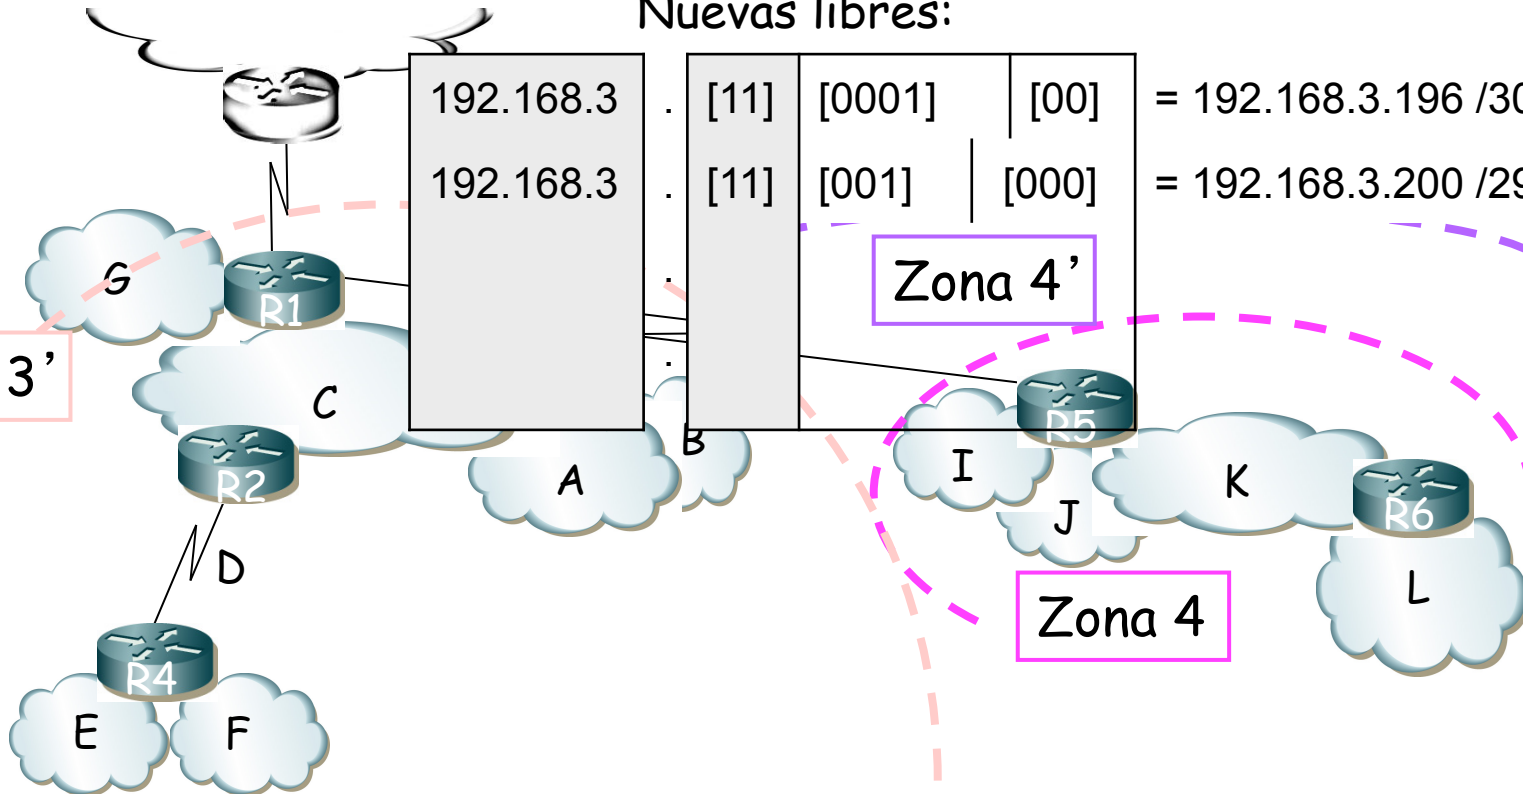 Nuevas libres:
192.168.3 . [11] [0001] [00] = 192.168.3.196 /30
192.168.3 . [11] [001] [000] = 192.168.3.200 /29
.
.
Zona 4’
G
R1
3’
C
B
R5
A
I
K
R2
J
R6
D
L
Zona 4
R4
E
F